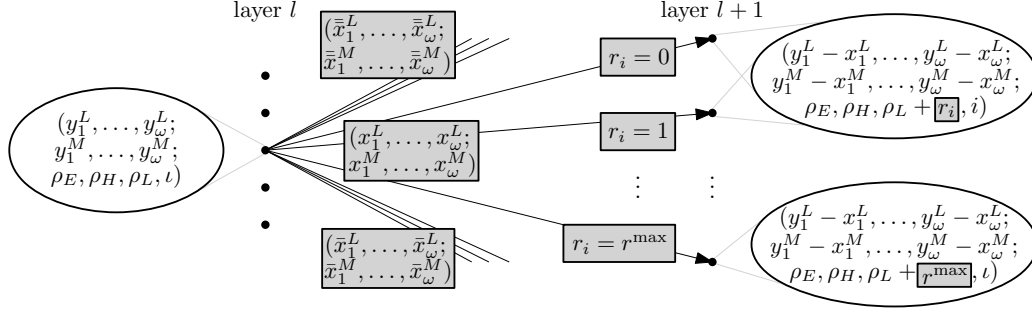 layer l
layer l + 1
(y_1^L, . . . , y_ω^L;
y_1^M, . . . , y_ω^M;
ρ_E, ρ_H, ρ_L, ι)
(x̿_1^L, . . . , x̿_ω^L;
x̿_1^M, . . . , x̿_ω^M)
(x_1^L, . . . , x_ω^L;
x_1^M, . . . , x_ω^M)
(x̄_1^L, . . . , x̄_ω^L;
x̄_1^M, . . . , x̄_ω^M)
r_i = 0
r_i = 1
⋮ ⋮
r_i = r^max
(y_1^L − x_1^L, . . . , y_ω^L − x_ω^L;
y_1^M − x_1^M, . . . , y_ω^M − x_ω^M;
ρ_E, ρ_H, ρ_L + r_i, i)
(y_1^L − x_1^L, . . . , y_ω^L − x_ω^L;
y_1^M − x_1^M, . . . , y_ω^M − x_ω^M;
ρ_E, ρ_H, ρ_L + r^max, ι)